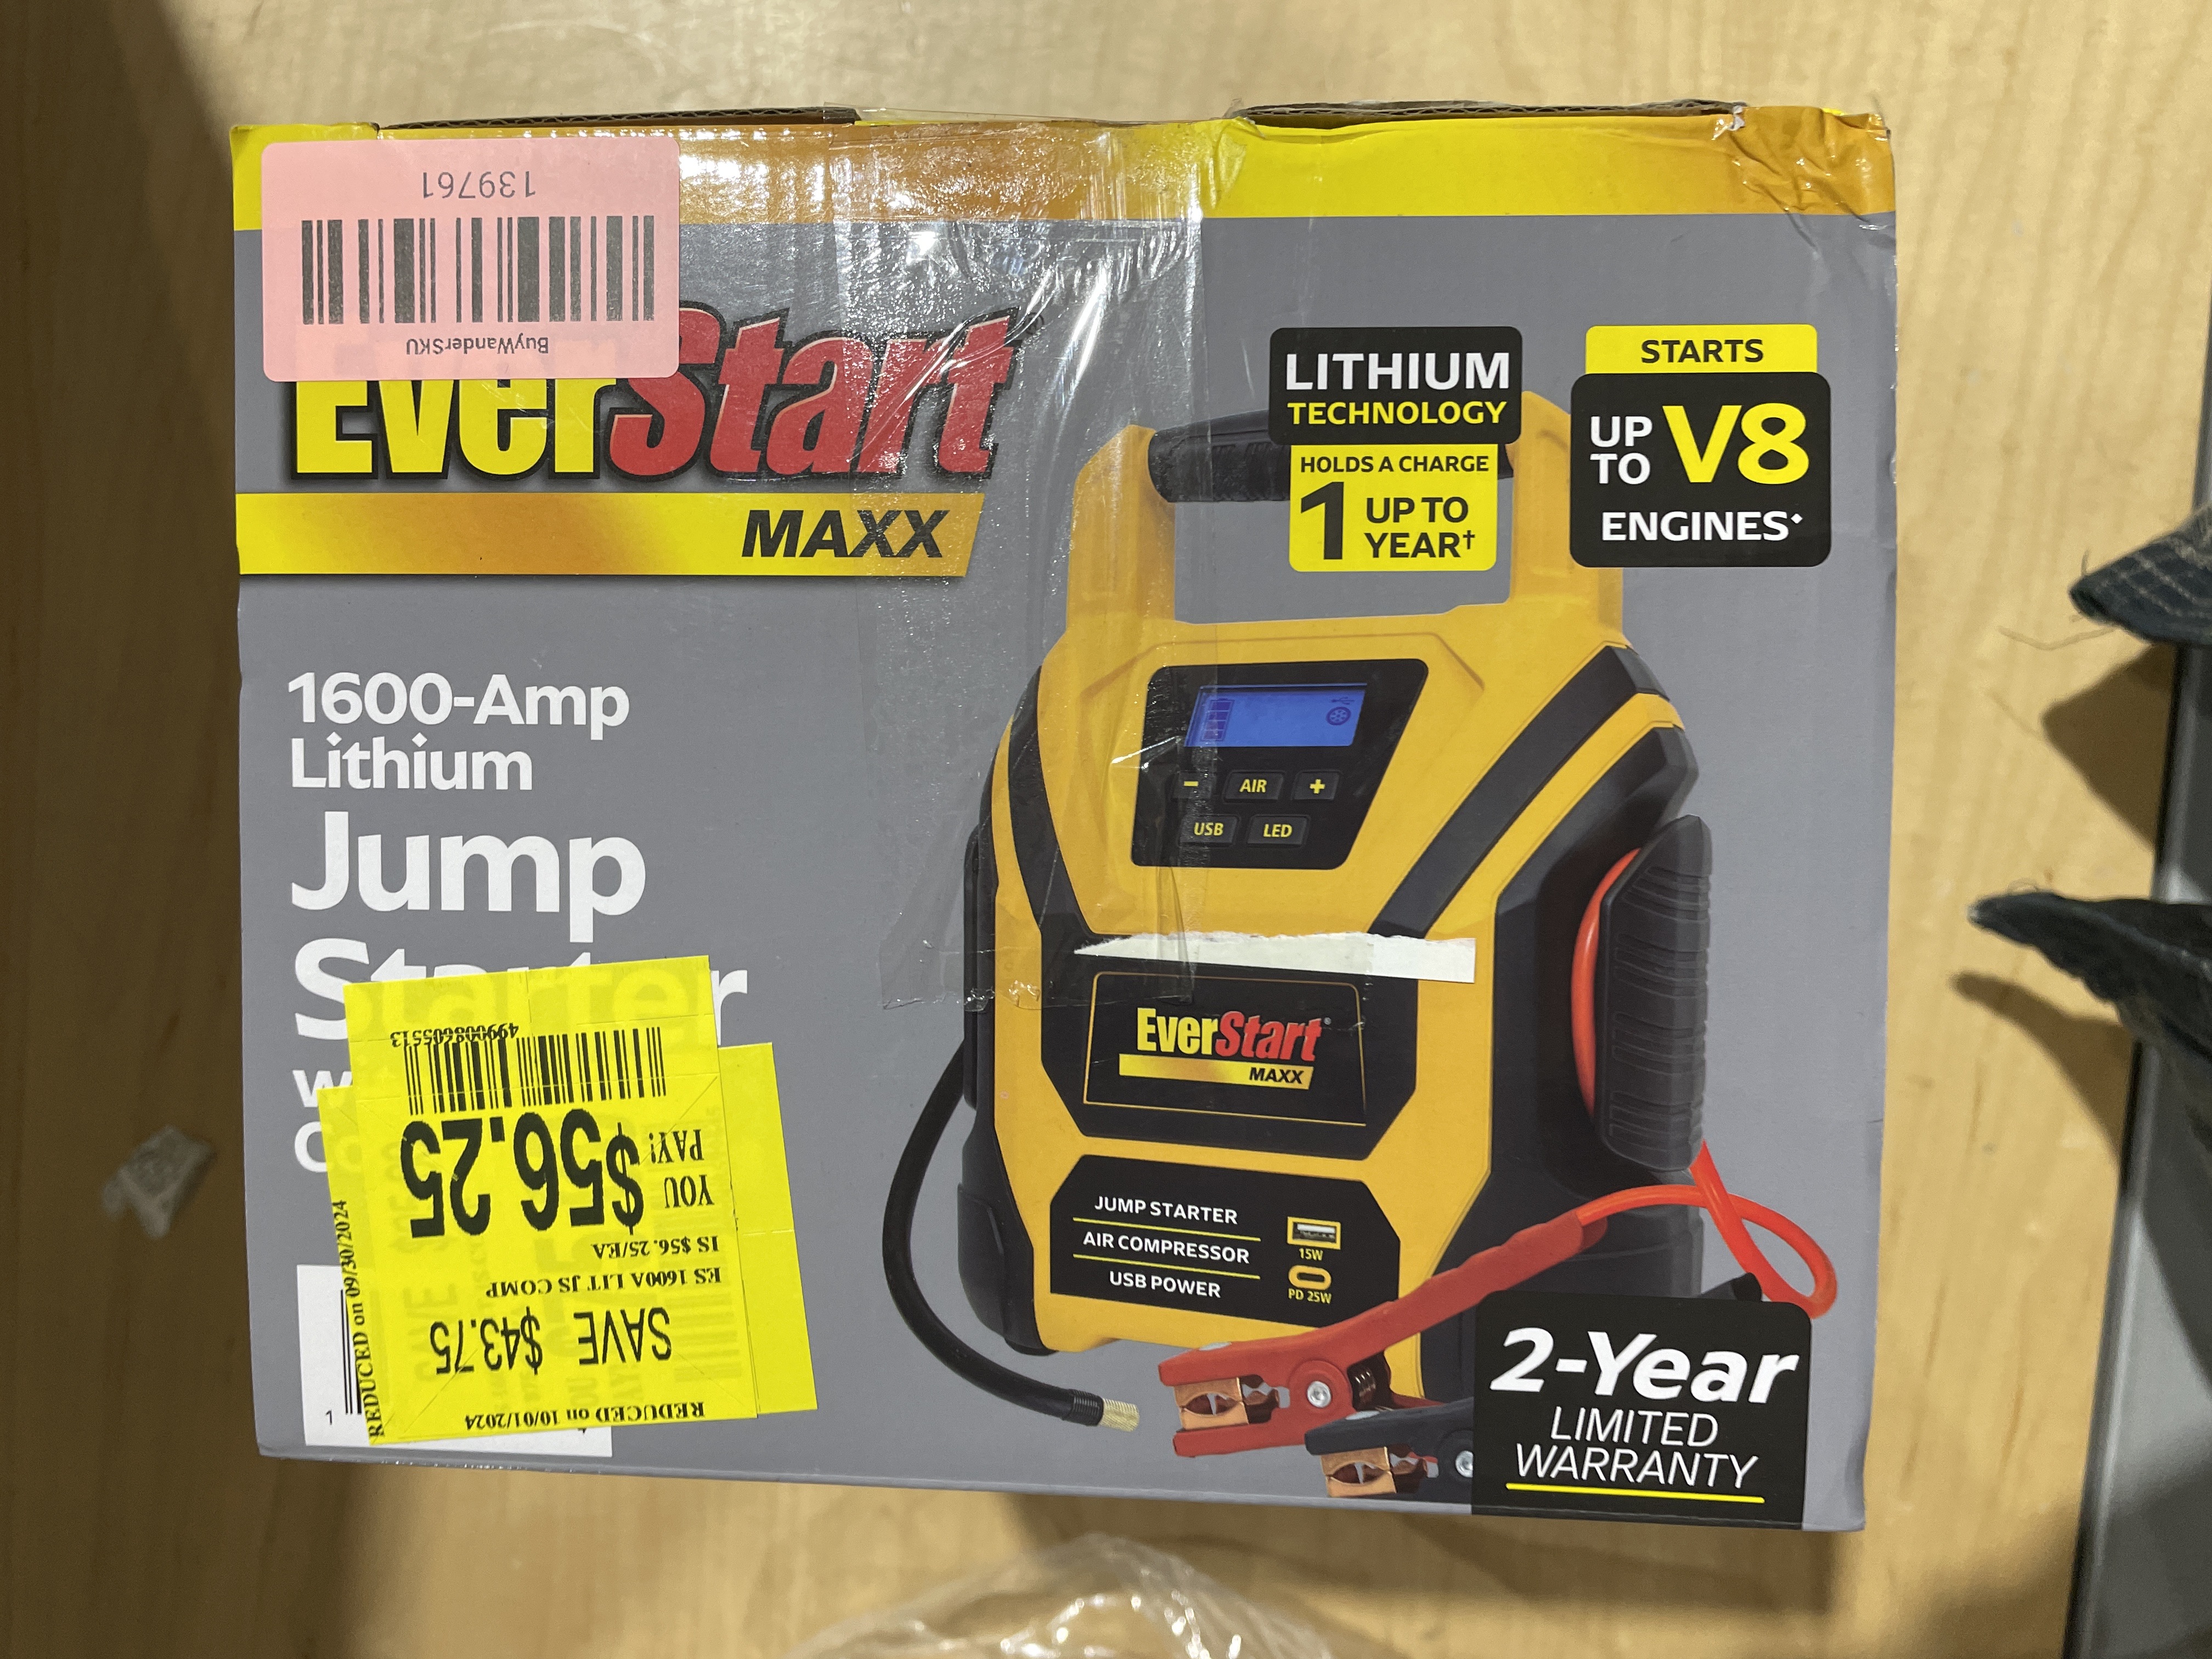 139761
BuyWanderSKU
EverStart
MAXX
LITHIUM
TECHNOLOGY
HOLDS A CHARGE
1 UP TO
YEAR†
STARTS
UP TO V8
ENGINES◆
1600-Amp
Lithium
Jump
Starter
- AIR +
USB LED
EverStart®
MAXX
JUMP STARTER
AIR COMPRESSOR
USB POWER
15W
PD 25W
2-Year
LIMITED
WARRANTY
REDUCED on 10/01/2024
SAVE $43.75
ES 1600A LIT JS COMP
IS $56.25/EA
YOU PAY! $56.25
REDUCED on 09/30/2024
1